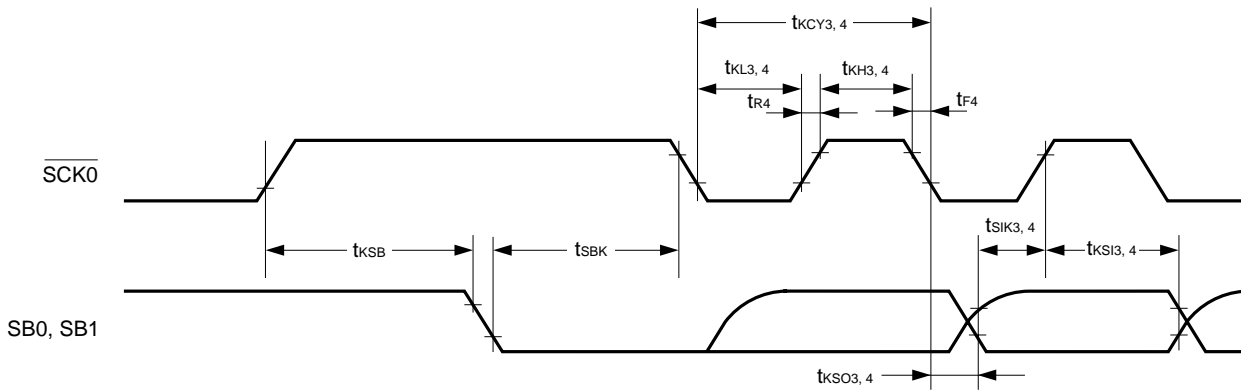 tKCY3, 4
tKL3, 4
tKH3, 4
tR4
tF4
SCK0
tSIK3, 4
tKSB
tSBK
tKSI3, 4
SB0, SB1
tKSO3, 4